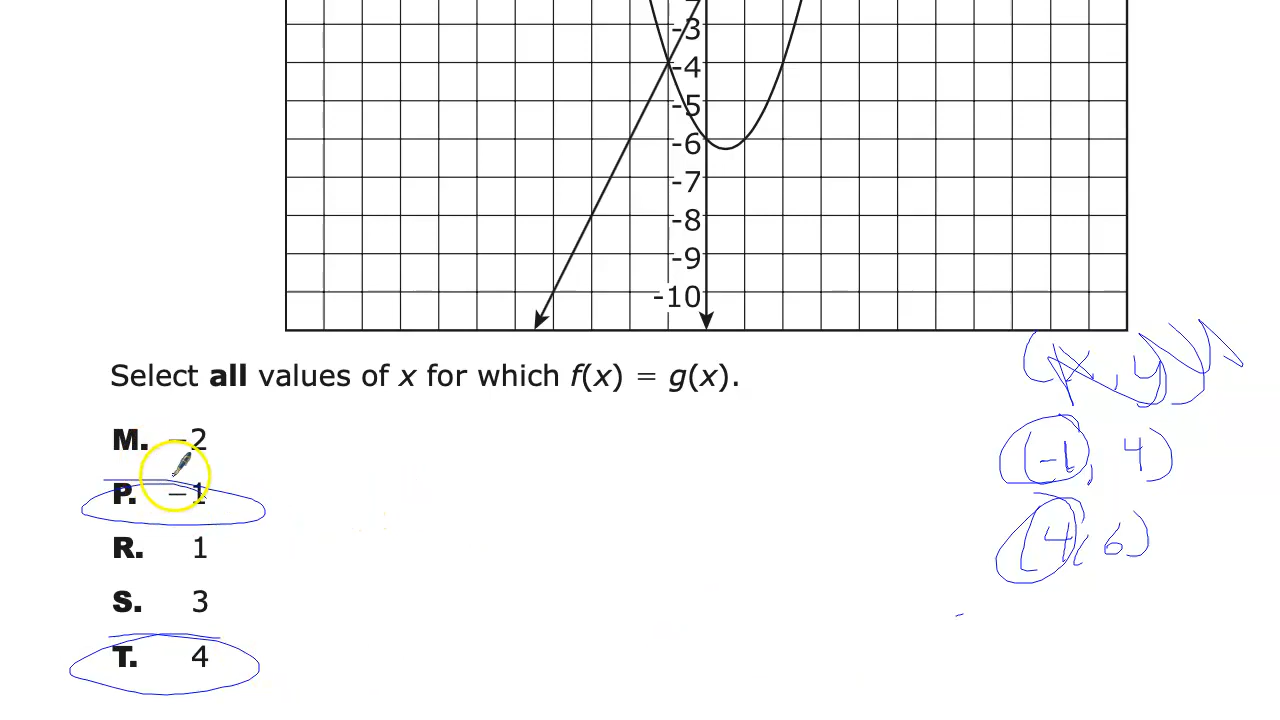 -3
-4
-5
-6
-7
-8
-9
-10
Select all values of x for which f(x) = g(x).
(x, y)
M. −2
(-1, 4)
P. −1
R. 1
(4, 6)
S. 3
T. 4